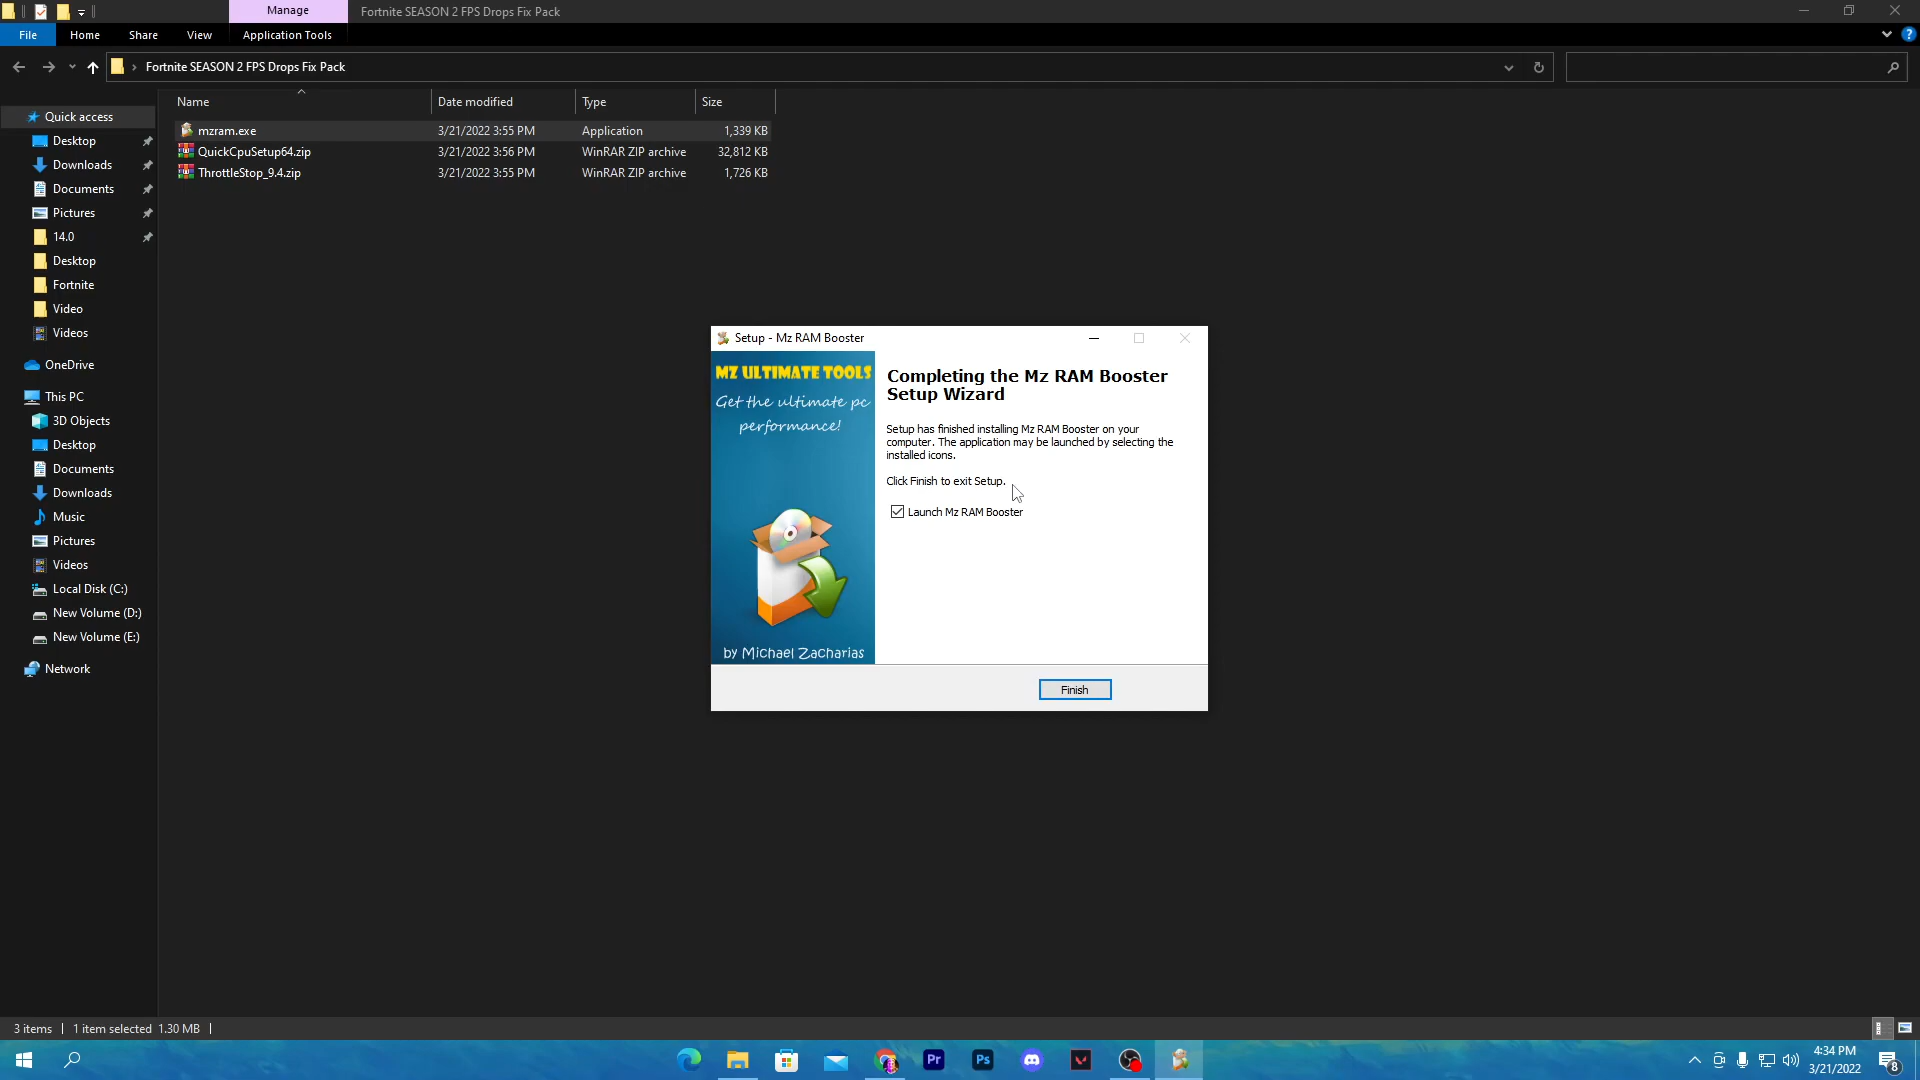 Manage
Fortnite SEASON 2 FPS Drops Fix Pack
File
Home
Share
View
Application Tools
Fortnite SEASON 2 FPS Drops Fix Pack
Name
Date modified
Type
Size
mzram.exe
3/21/2022 3:55 PM
Application
1,339 KB
QuickCpuSetup64.zip
3/21/2022 3:56 PM
WinRAR ZIP archive
32,812 KB
ThrottleStop_9.4.zip
3/21/2022 3:55 PM
WinRAR ZIP archive
1,726 KB
Quick access
Desktop
Downloads
Documents
Pictures
14.0
Desktop
Fortnite
Video
Videos
OneDrive
This PC
3D Objects
Desktop
Documents
Downloads
Music
Pictures
Videos
Local Disk (C:)
New Volume (D:)
New Volume (E:)
Network
Setup - Mz RAM Booster
MZ ULTIMATE TOOLS
Get the ultimate pc
performance!
by Michael Zacharias
Completing the Mz RAM Booster
Setup Wizard
Setup has finished installing Mz RAM Booster on your
computer. The application may be launched by selecting the
installed icons.
Click Finish to exit Setup.
Launch Mz RAM Booster
Finish
3 items
1 item selected 1.30 MB
Pr
Ps
4:34 PM
3/21/2022
8